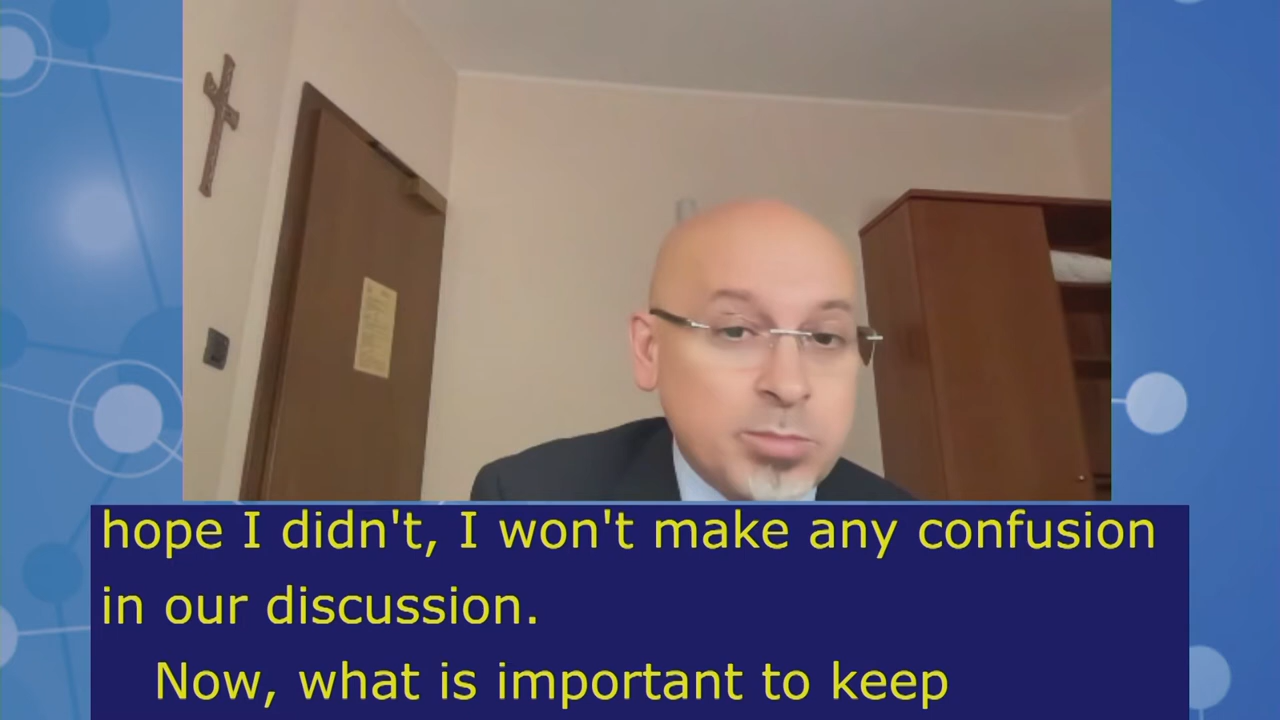 hope I didn't, I won't make any confusion
in our discussion.
Now, what is important to keep